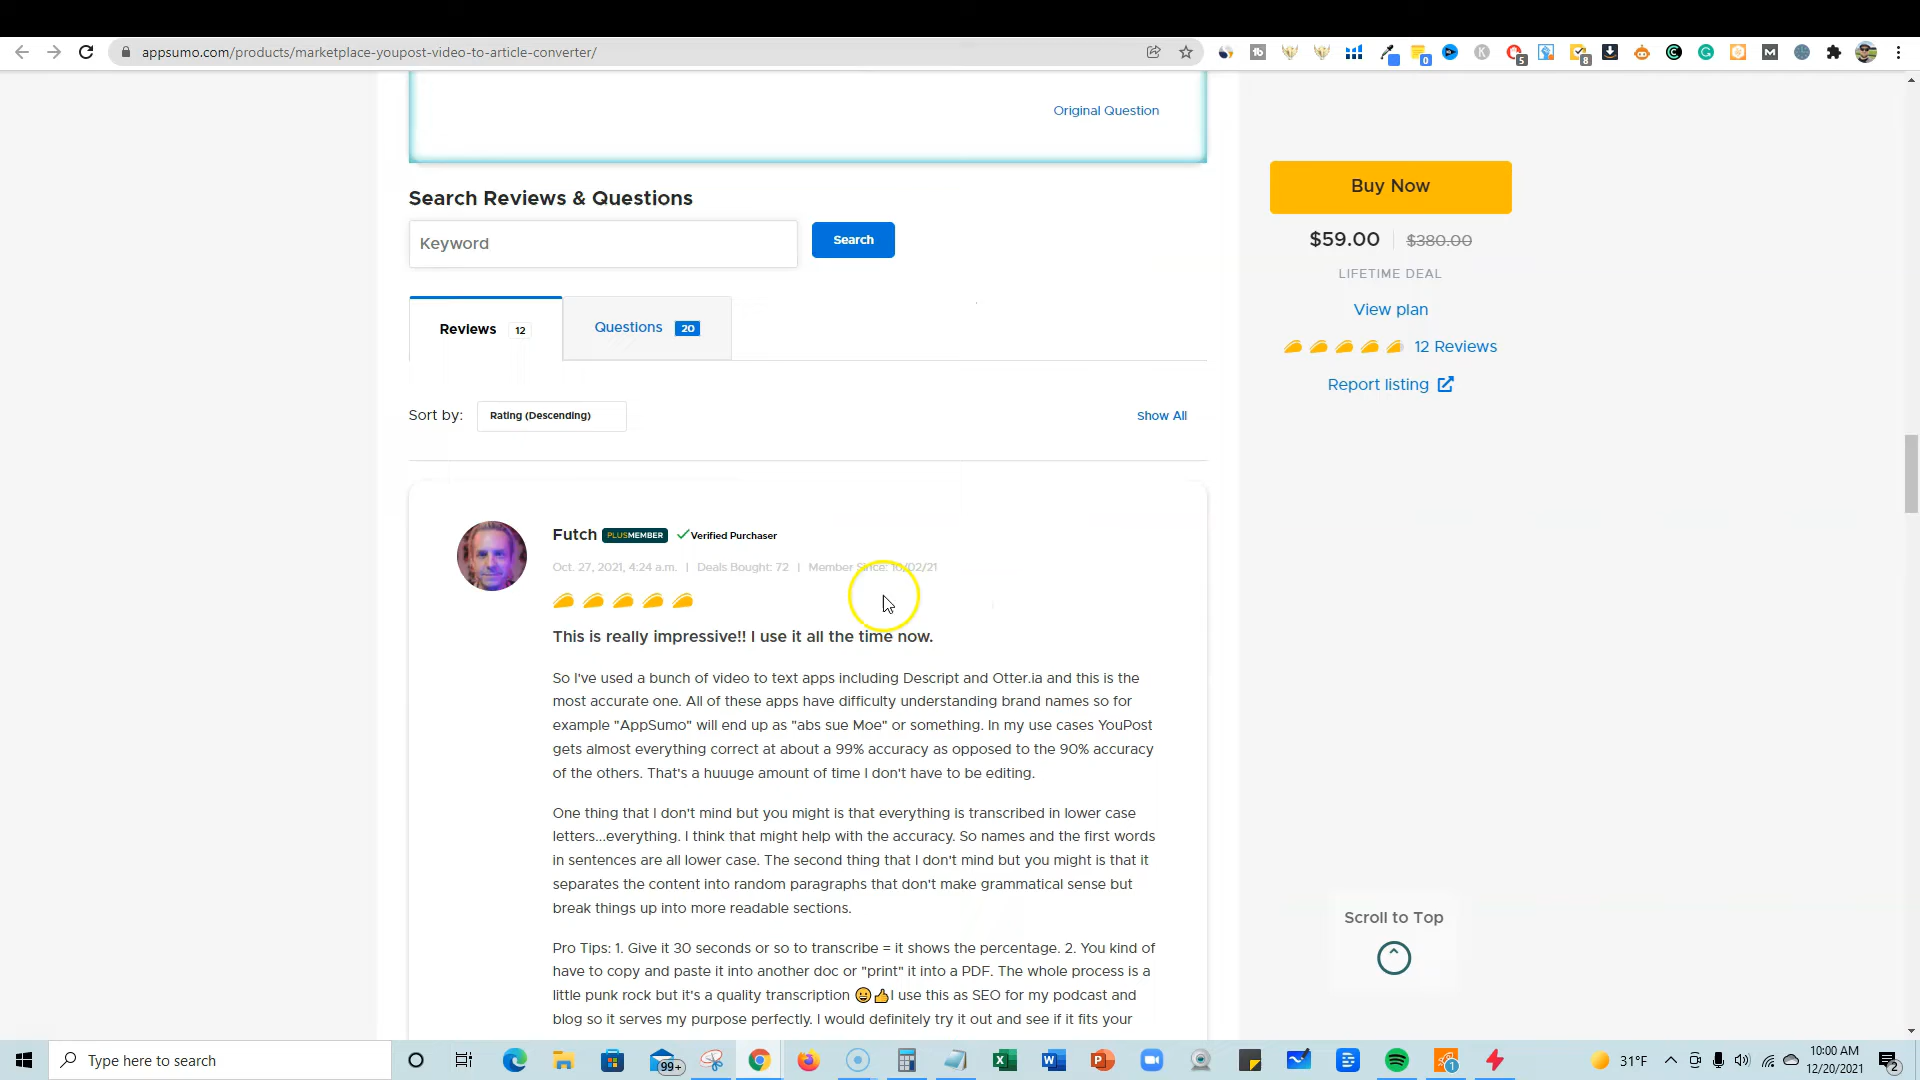 appsumo.com/products/marketplace-youpost-video-to-article-converter/
Original Question
Search Reviews & Questions
Keyword
Search
Reviews 12
Questions 20
Sort by: Rating (Descending)
Show All
Futch PLUSMEMBER Verified Purchaser
Oct. 27, 2021, 4:24 a.m. | Deals Bought: 72 | Member Since: 10/02/21
This is really impressive!! I use it all the time now.
So I've used a bunch of video to text apps including Descript and Otter.ia and this is the
most accurate one. All of these apps have difficulty understanding brand names so for
example "AppSumo" will end up as "abs sue Moe" or something. In my use cases YouPost
gets almost everything correct at about a 99% accuracy as opposed to the 90% accuracy
of the others. That's a huuuge amount of time I don't have to be editing.
One thing that I don't mind but you might is that everything is transcribed in lower case
letters...everything. I think that might help with the accuracy. So names and the first words
in sentences are all lower case. The second thing that I don't mind but you might is that it
separates the content into random paragraphs that don't make grammatical sense but
break things up into more readable sections.
Pro Tips: 1. Give it 30 seconds or so to transcribe = it shows the percentage. 2. You kind of
have to copy and paste it into another doc or "print" it into a PDF. The whole process is a
little punk rock but it's a quality transcription 😀👍I use this as SEO for my podcast and
blog so it serves my purpose perfectly. I would definitely try it out and see if it fits your
Buy Now
$59.00 $380.00
LIFETIME DEAL
View plan
12 Reviews
Report listing
Scroll to Top
Type here to search
99+
31°F
10:00 AM
12/20/2021
2